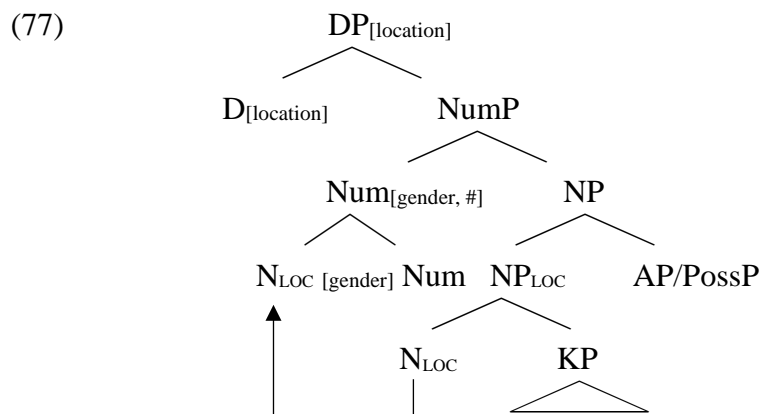 (77) DP[location]
D[location] NumP
Num[gender, #] NP
NLOC [gender] Num NPLOC AP/PossP
NLOC KP